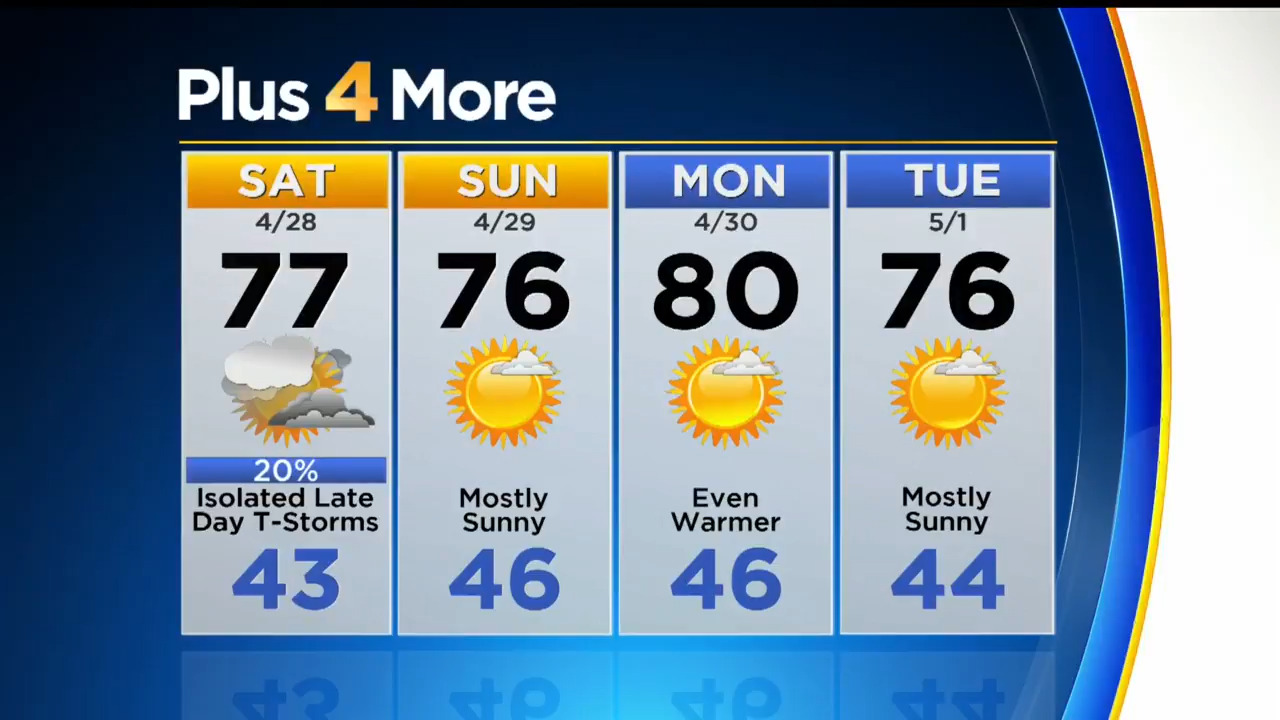 Plus 4 More
SAT
4/28
77
20%
Isolated Late
Day T-Storms
43
SUN
4/29
76
Mostly
Sunny
46
MON
4/30
80
Even
Warmer
46
TUE
5/1
76
Mostly
Sunny
44